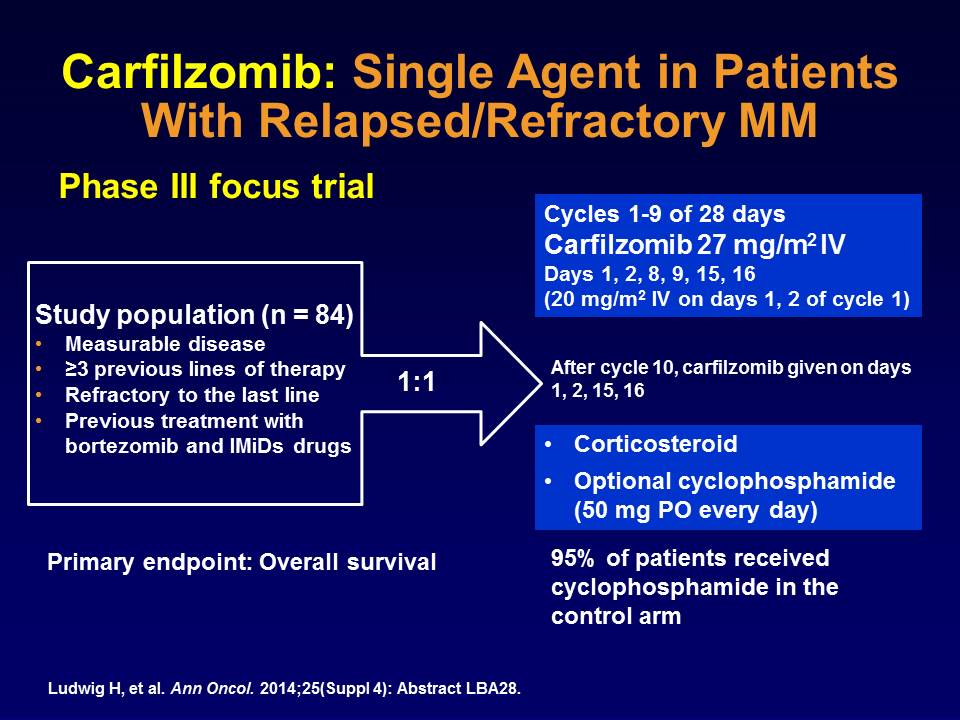 Carfilzomib: Single Agent in Patients
With Relapsed/Refractory MM
Phase III focus trial
Study population (n = 84)
• Measurable disease
• ≥3 previous lines of therapy
• Refractory to the last line
• Previous treatment with
bortezomib and IMiDs drugs
1:1
Cycles 1-9 of 28 days
Carfilzomib 27 mg/m² IV
Days 1, 2, 8, 9, 15, 16
(20 mg/m² IV on days 1, 2 of cycle 1)
After cycle 10, carfilzomib given on days
1, 2, 15, 16
• Corticosteroid
• Optional cyclophosphamide
(50 mg PO every day)
Primary endpoint: Overall survival
95% of patients received
cyclophosphamide in the
control arm
Ludwig H, et al. Ann Oncol. 2014;25(Suppl 4): Abstract LBA28.